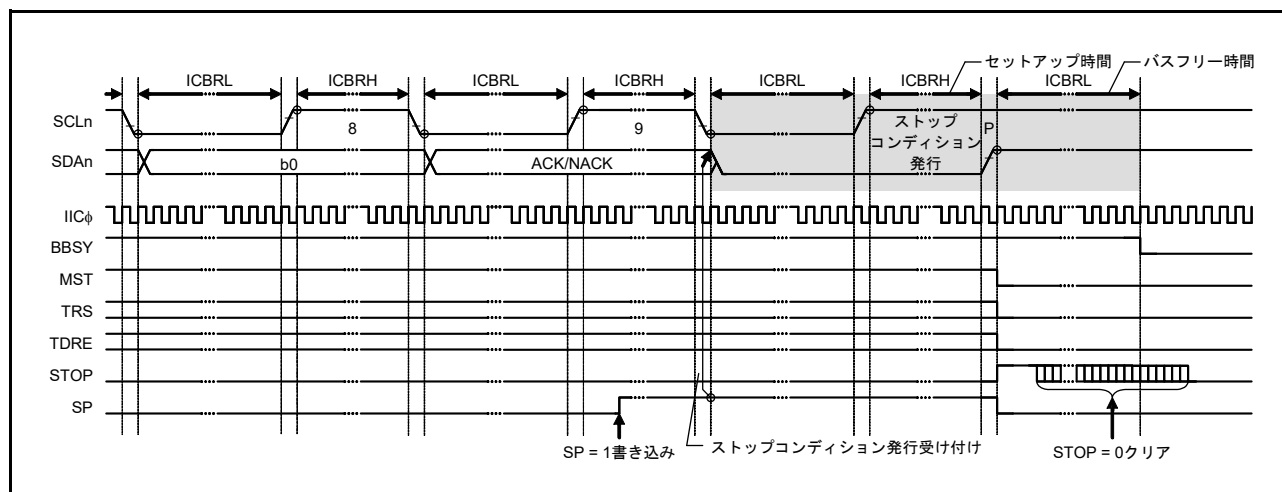 セットアップ時間
バスフリー時間
ICBRL
ICBRH
ICBRL
ICBRH
ICBRL
ICBRH
ICBRL
SCLn
8
9
ストップ
コンディション
発行
P
SDAn
b0
ACK/NACK
IICφ
BBSY
MST
TRS
TDRE
STOP
SP
SP = 1書き込み
ストップコンディション発行受け付け
STOP = 0クリア